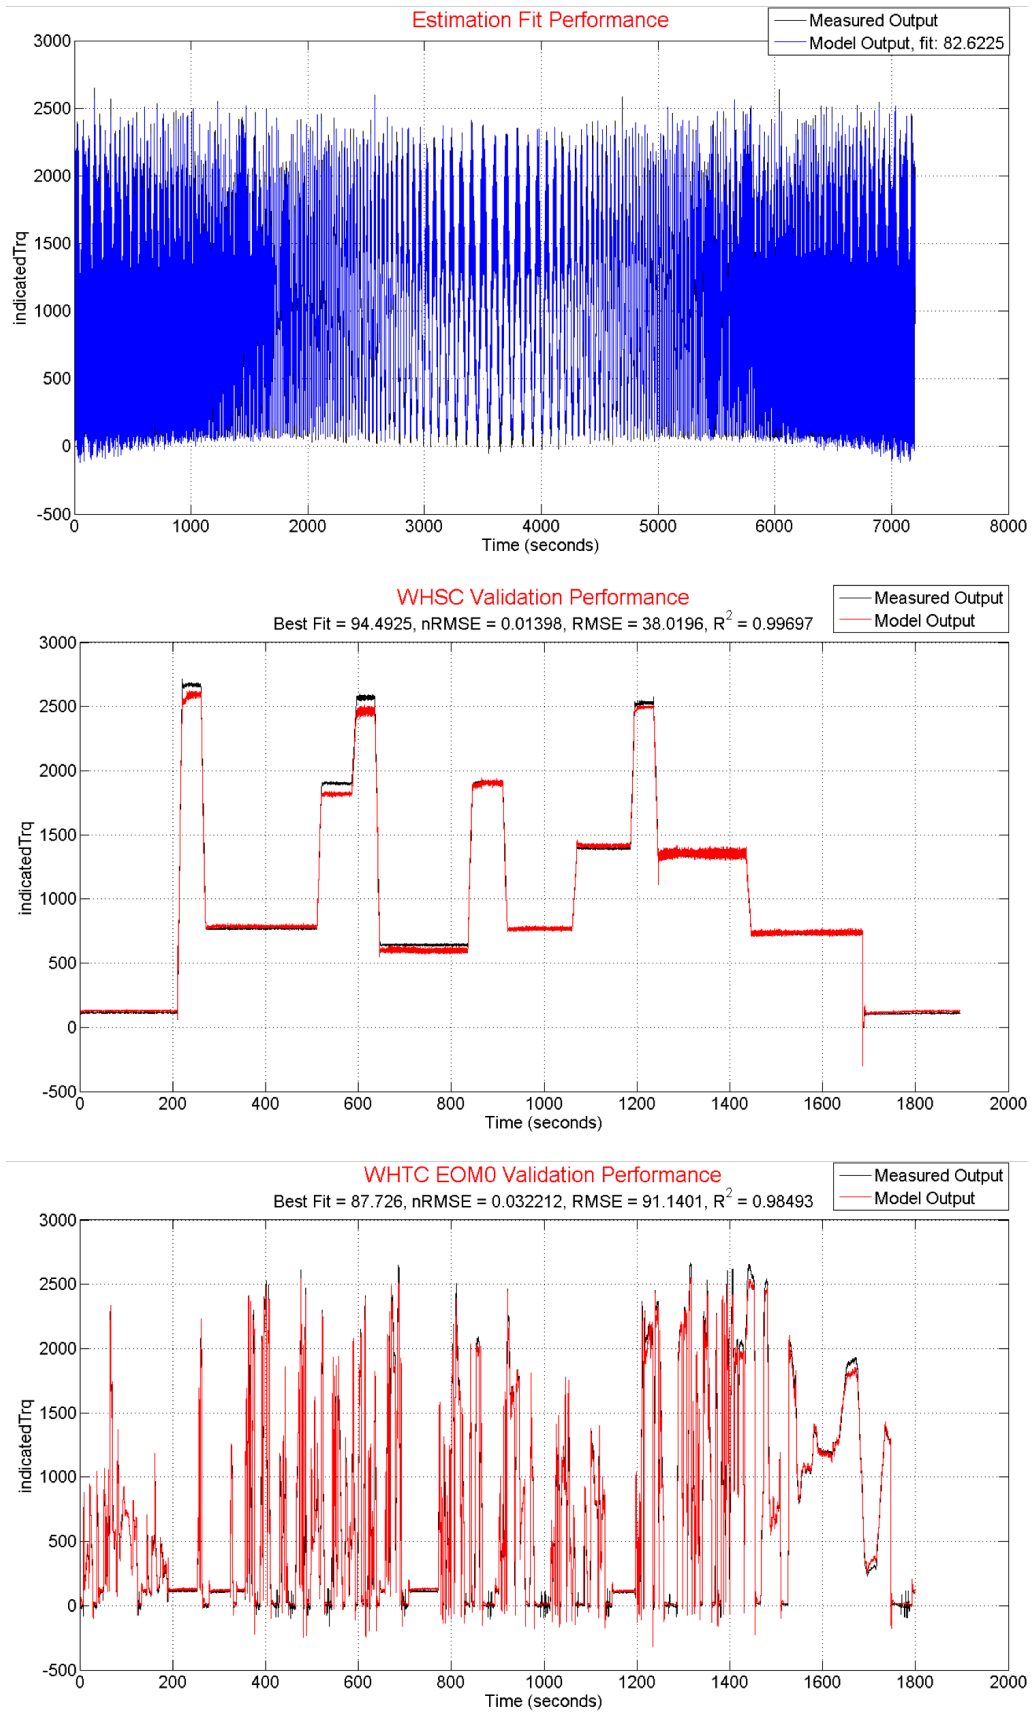 Estimation Fit Performance
Measured Output
Model Output, fit: 82.6225
3000
2500
2000
1500
1000
500
0
-500
indicatedTrq
0 1000 2000 3000 4000 5000 6000 7000 8000
Time (seconds)
WHSC Validation Performance
Best Fit = 94.4925, nRMSE = 0.01398, RMSE = 38.0196, R² = 0.99697
Measured Output
Model Output
3000
2500
2000
1500
1000
500
0
-500
indicatedTrq
0 200 400 600 800 1000 1200 1400 1600 1800 2000
Time (seconds)
WHTC EOM0 Validation Performance
Best Fit = 87.726, nRMSE = 0.032212, RMSE = 91.1401, R² = 0.98493
Measured Output
Model Output
3000
2500
2000
1500
1000
500
0
-500
indicatedTrq
0 200 400 600 800 1000 1200 1400 1600 1800 2000
Time (seconds)